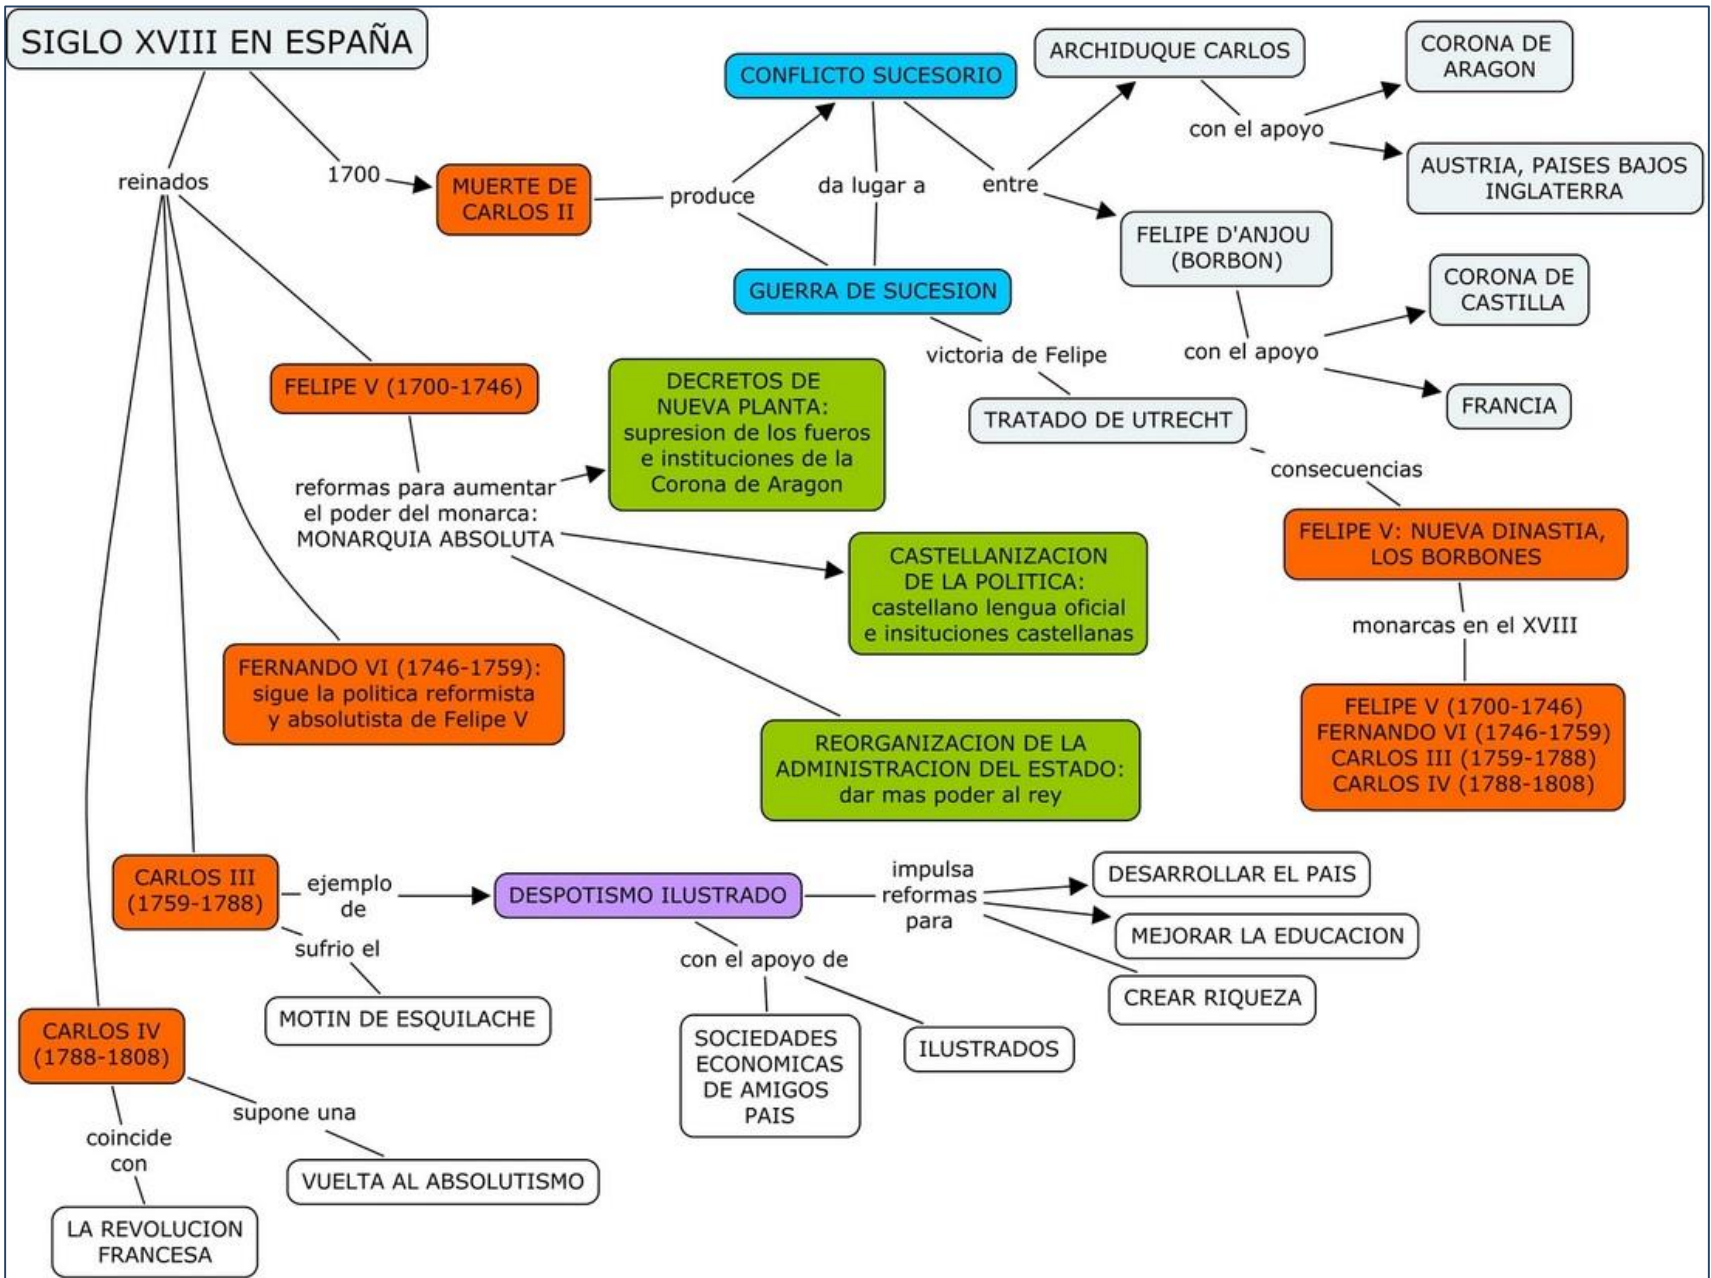 SIGLO XVIII EN ESPAÑA
reinados
1700
MUERTE DE
CARLOS II
produce
CONFLICTO SUCESORIO
da lugar a
GUERRA DE SUCESION
entre
ARCHIDUQUE CARLOS
con el apoyo
CORONA DE
ARAGON
AUSTRIA, PAISES BAJOS
INGLATERRA
FELIPE D'ANJOU
(BORBON)
con el apoyo
CORONA DE
CASTILLA
FRANCIA
victoria de Felipe
TRATADO DE UTRECHT
consecuencias
FELIPE V: NUEVA DINASTIA,
LOS BORBONES
monarcas en el XVIII
FELIPE V (1700-1746)
FERNANDO VI (1746-1759)
CARLOS III (1759-1788)
CARLOS IV (1788-1808)
FELIPE V (1700-1746)
reformas para aumentar
el poder del monarca:
MONARQUIA ABSOLUTA
DECRETOS DE
NUEVA PLANTA:
supresion de los fueros
e instituciones de la
Corona de Aragon
CASTELLANIZACION
DE LA POLITICA:
castellano lengua oficial
e insituciones castellanas
REORGANIZACION DE LA
ADMINISTRACION DEL ESTADO:
dar mas poder al rey
FERNANDO VI (1746-1759):
sigue la politica reformista
y absolutista de Felipe V
CARLOS III
(1759-1788)
ejemplo
de
DESPOTISMO ILUSTRADO
impulsa
reformas
para
DESARROLLAR EL PAIS
MEJORAR LA EDUCACION
CREAR RIQUEZA
con el apoyo de
SOCIEDADES
ECONOMICAS
DE AMIGOS
PAIS
ILUSTRADOS
sufrio el
MOTIN DE ESQUILACHE
CARLOS IV
(1788-1808)
supone una
VUELTA AL ABSOLUTISMO
coincide
con
LA REVOLUCION
FRANCESA